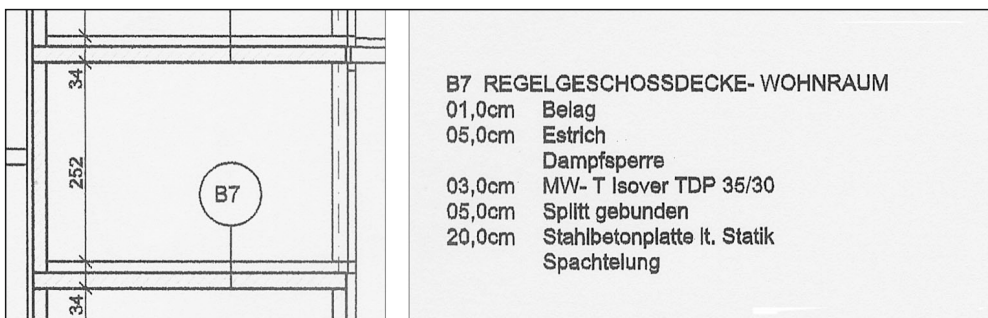 34
252
B7
34
B7 REGELGESCHOSSDECKE- WOHNRAUM
01,0cm Belag
05,0cm Estrich
Dampfsperre
03,0cm MW- T Isover TDP 35/30
05,0cm Splitt gebunden
20,0cm Stahlbetonplatte lt. Statik
Spachtelung